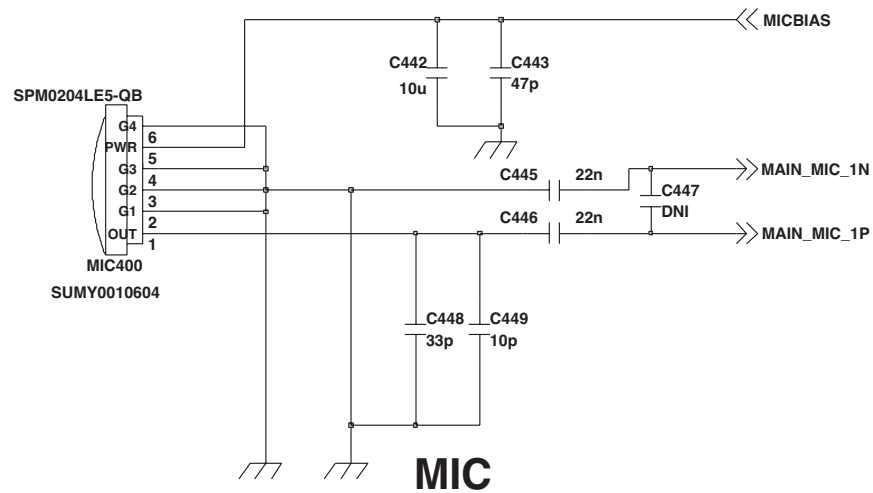 MICBIAS
C442
10u
C443
47p
SPM0204LE5-QB
G4
6
PWR
5
G3
4
G2
3
G1
2
OUT
1
MIC400
SUMY0010604
C445
22n
MAIN_MIC_1N
C447
DNI
C446
22n
MAIN_MIC_1P
C448
33p
C449
10p
MIC